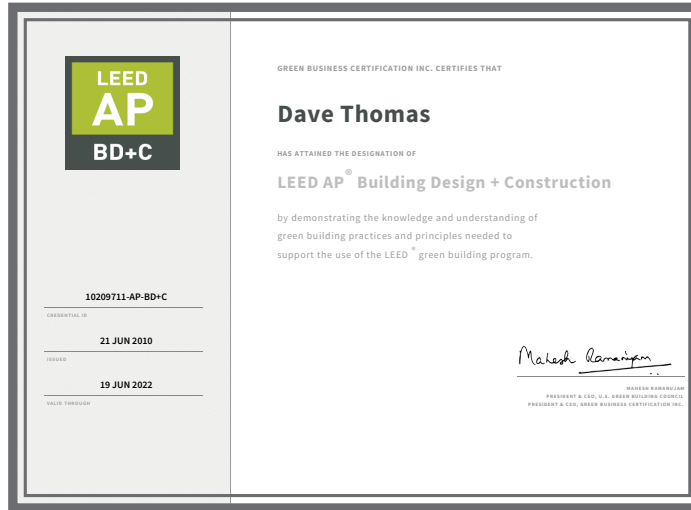 LEED
AP
BD+C
10209711-AP-BD+C
CREDENTIAL ID
21 JUN 2010
ISSUED
19 JUN 2022
VALID THROUGH
GREEN BUSINESS CERTIFICATION INC. CERTIFIES THAT
Dave Thomas
HAS ATTAINED THE DESIGNATION OF
LEED AP® Building Design + Construction
by demonstrating the knowledge and understanding of
green building practices and principles needed to
support the use of the LEED ® green building program.
Mahesh Ramanujam
MAHESH RAMANUJAM
PRESIDENT & CEO, U.S. GREEN BUILDING COUNCIL
PRESIDENT & CEO, GREEN BUSINESS CERTIFICATION INC.